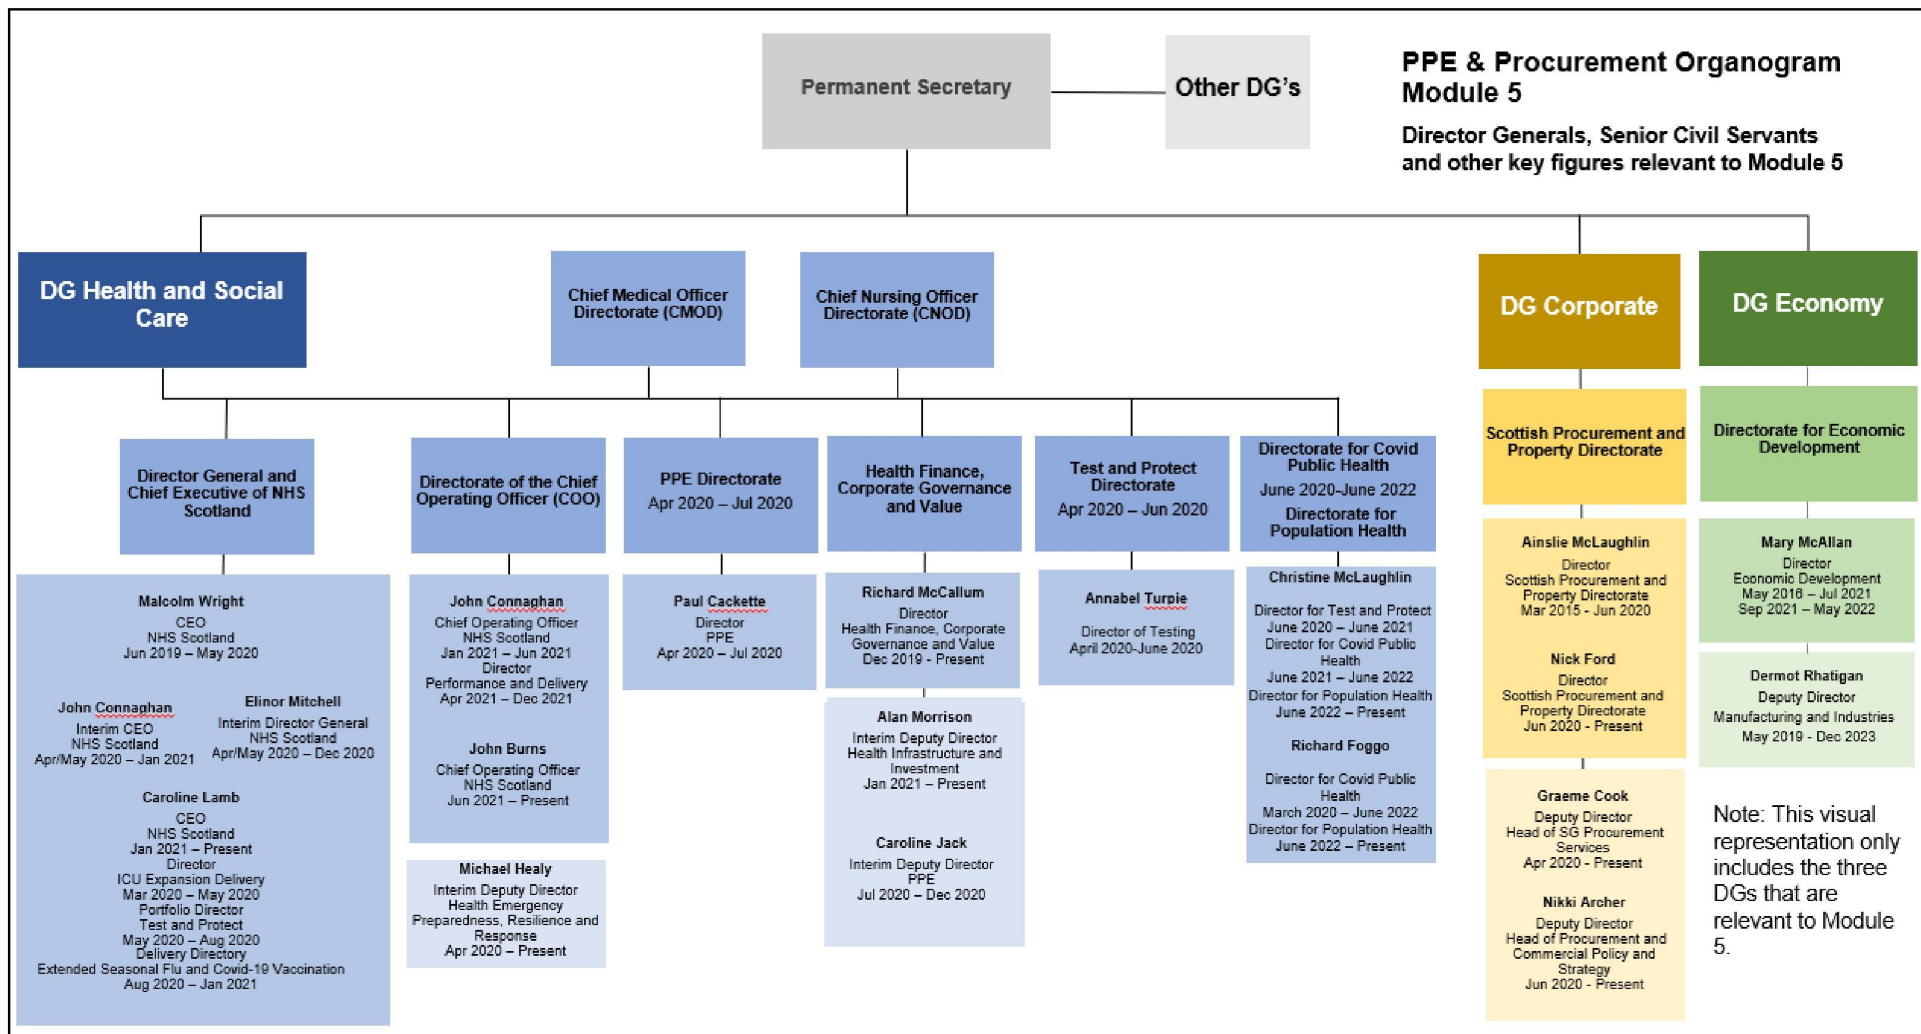 Permanent Secretary
Other DG's
PPE & Procurement Organogram
Module 5
Director Generals, Senior Civil Servants
and other key figures relevant to Module 5
DG Health and Social
Care
Chief Medical Officer
Directorate (CMOD)
Chief Nursing Officer
Directorate (CNOD)
DG Corporate
DG Economy
Director General and
Chief Executive of NHS
Scotland
Directorate of the Chief
Operating Officer (COO)
PPE Directorate
Apr 2020 – Jul 2020
Health Finance,
Corporate Governance
and Value
Test and Protect
Directorate
Apr 2020 – Jun 2020
Directorate for Covid
Public Health
June 2020-June 2022
Directorate for
Population Health
Scottish Procurement and
Property Directorate
Directorate for Economic
Development
Malcolm Wright
CEO
NHS Scotland
Jun 2019 – May 2020
John Connaghan
Interim CEO
NHS Scotland
Apr/May 2020 – Jan 2021
Elinor Mitchell
Interim Director General
NHS Scotland
Apr/May 2020 – Dec 2020
Caroline Lamb
CEO
NHS Scotland
Jan 2021 – Present
Director
ICU Expansion Delivery
Mar 2020 – May 2020
Portfolio Director
Test and Protect
May 2020 – Aug 2020
Delivery Directory
Extended Seasonal Flu and Covid-19 Vaccination
Aug 2020 – Jan 2021
John Connaghan
Chief Operating Officer
NHS Scotland
Jan 2021 – Jun 2021
Director
Performance and Delivery
Apr 2021 – Dec 2021
John Burns
Chief Operating Officer
NHS Scotland
Jun 2021 – Present
Michael Healy
Interim Deputy Director
Health Emergency
Preparedness, Resilience and
Response
Apr 2020 – Present
Paul Cackette
Director
PPE
Apr 2020 – Jul 2020
Richard McCallum
Director
Health Finance, Corporate
Governance and Value
Dec 2019 - Present
Alan Morrison
Interim Deputy Director
Health Infrastructure and
Investment
Jan 2021 – Present
Caroline Jack
Interim Deputy Director
PPE
Jul 2020 – Dec 2020
Annabel Turpie
Director of Testing
April 2020-June 2020
Christine McLaughlin
Director for Test and Protect
June 2020 – June 2021
Director for Covid Public
Health
June 2021 – June 2022
Director for Population Health
June 2022 – Present
Richard Foggo
Director for Covid Public
Health
March 2020 – June 2022
Director for Population Health
June 2022 – Present
Ainslie McLaughlin
Director
Scottish Procurement and
Property Directorate
Mar 2015 - Jun 2020
Nick Ford
Director
Scottish Procurement and
Property Directorate
Jun 2020 - Present
Graeme Cook
Deputy Director
Head of SG Procurement
Services
Apr 2020 - Present
Nikki Archer
Deputy Director
Head of Procurement and
Commercial Policy and
Strategy
Jun 2020 - Present
Mary McAllan
Director
Economic Development
May 2016 – Jul 2021
Sep 2021 – May 2022
Dermot Rhatigan
Deputy Director
Manufacturing and Industries
May 2019 - Dec 2023
Note: This visual
representation only
includes the three
DGs that are
relevant to Module
5.